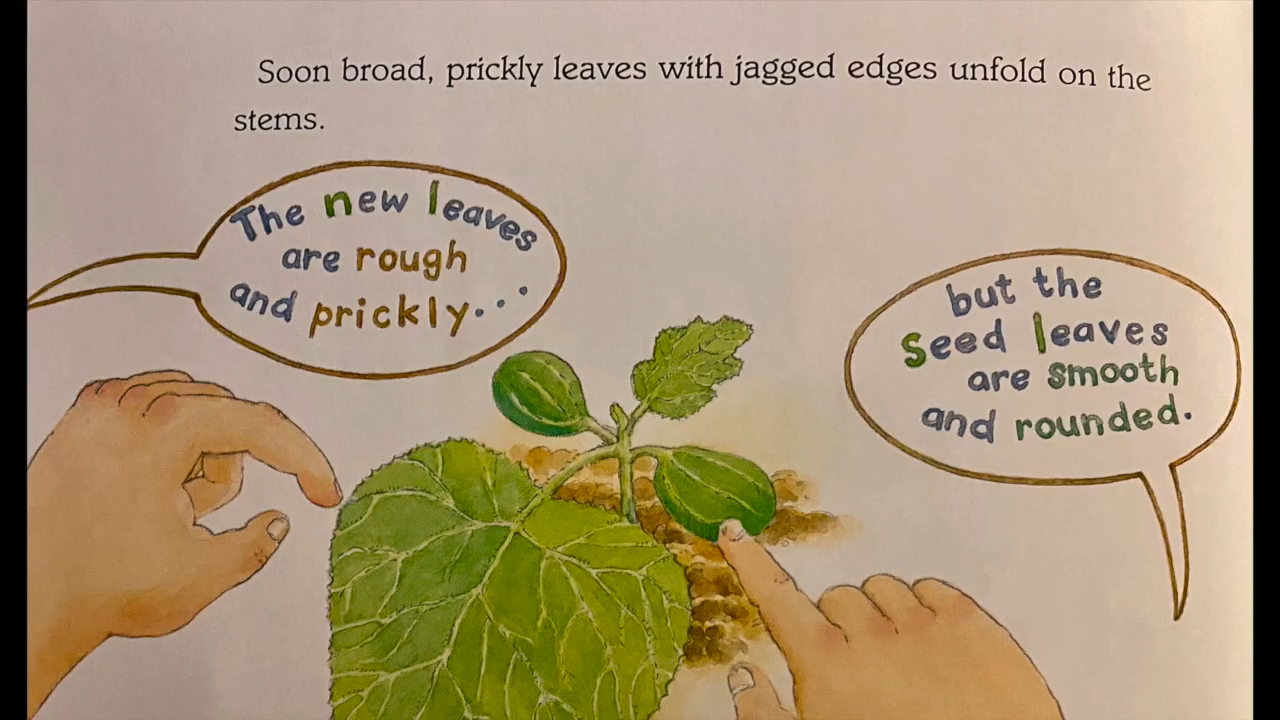 Soon broad, prickly leaves with jagged edges unfold on the
stems.
The new leaves
are rough
and prickly...
but the
seed leaves
are smooth
and rounded.